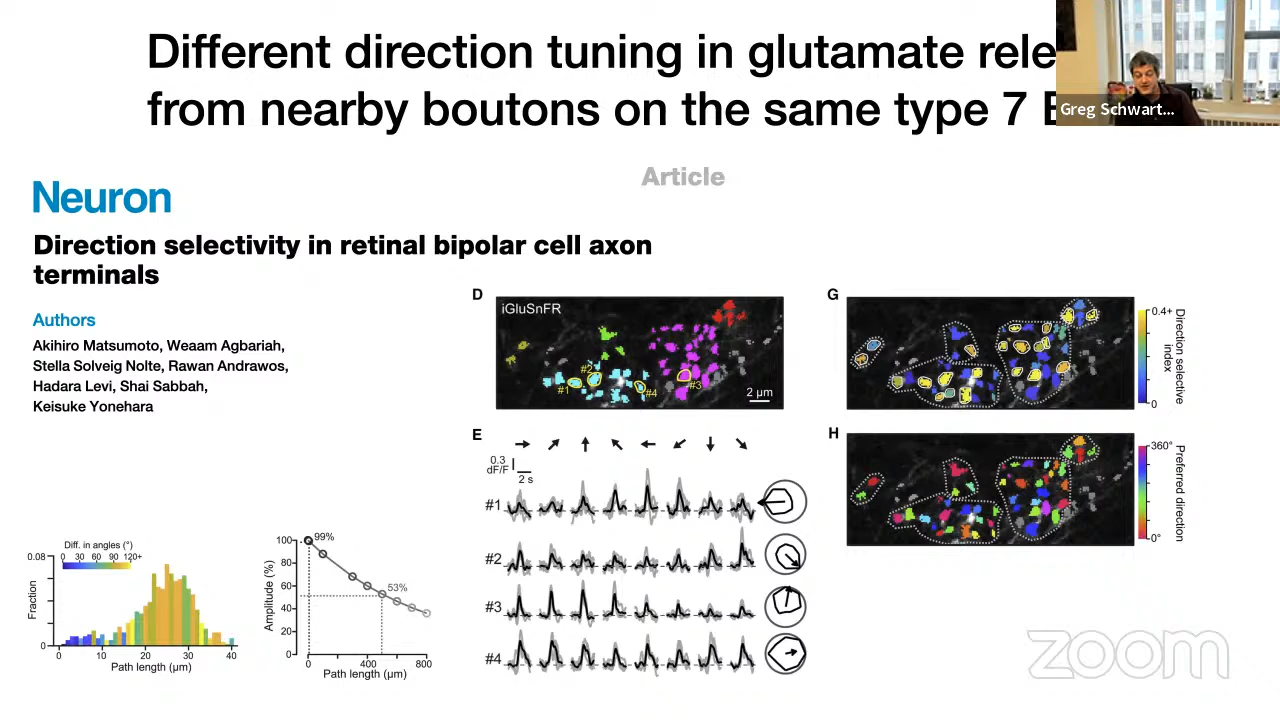 Different direction tuning in glutamate rele
from nearby boutons on the same type 7 B
Greg Schwart...
Article
Neuron
Direction selectivity in retinal bipolar cell axon
terminals
Authors
Akihiro Matsumoto, Weaam Agbariah,
Stella Solveig Nolte, Rawan Andrawos,
Hadara Levi, Shai Sabbah,
Keisuke Yonehara
D
iGluSnFR
#1
#2
#4
#3
2 μm
G
0.4+
0
Direction selective
index
E
0.3
dF/F
2 s
#1
#2
#3
#4
H
360°
0°
Preferred direction
Diff. in angles (°)
0 30 60 90 120+
0.08
0
Fraction
0 10 20 30 40
Path length (μm)
100
80
60
40
20
0
Amplitude (%)
99%
53%
0 400 800
Path length (μm)
zoom